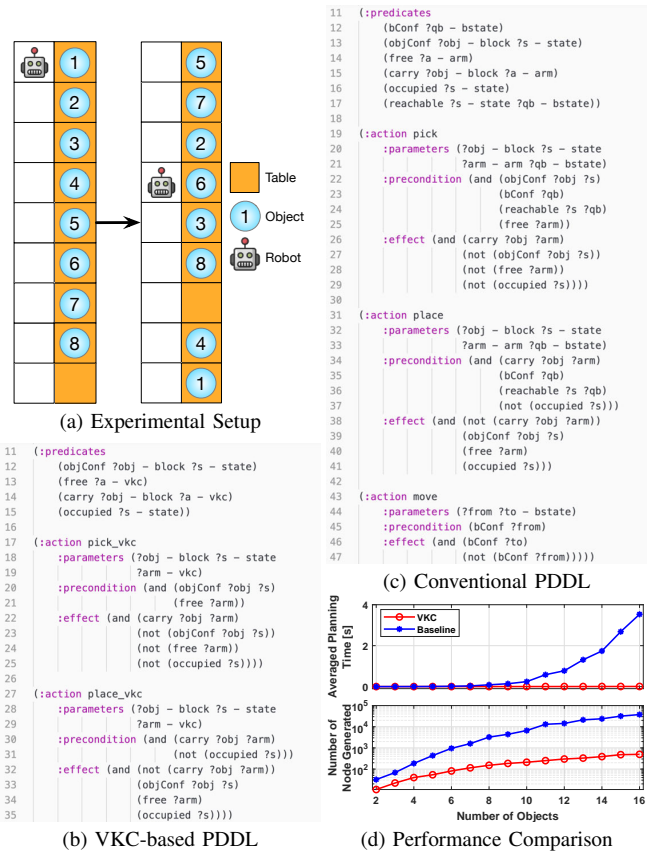 1
2
3
4
5
6
7
8
5
7
2
6
3
8
4
1
Table
1
Object
Robot
(a) Experimental Setup
11 (:predicates
12 (objConf ?obj - block ?s - state)
13 (free ?a - vkc)
14 (carry ?obj - block ?a - vkc)
15 (occupied ?s - state))
16
17 (:action pick_vkc
18 :parameters (?obj - block ?s - state
19 ?arm - vkc)
20 :precondition (and (objConf ?obj ?s)
21 (free ?arm))
22 :effect (and (carry ?obj ?arm)
23 (not (objConf ?obj ?s))
24 (not (free ?arm))
25 (not (occupied ?s))))
26
27 (:action place_vkc
28 :parameters (?obj - block ?s - state
29 ?arm - vkc)
30 :precondition (and (carry ?obj ?arm)
31 (not (occupied ?s)))
32 :effect (and (not (carry ?obj ?arm))
33 (objConf ?obj ?s)
34 (free ?arm)
35 (occupied ?s))))
(b) VKC-based PDDL
11 (:predicates
12 (bConf ?qb - bstate)
13 (objConf ?obj - block ?s - state)
14 (free ?a - arm)
15 (carry ?obj - block ?a - arm)
16 (occupied ?s - state)
17 (reachable ?s - state ?qb - bstate))
18
19 (:action pick
20 :parameters (?obj - block ?s - state
21 ?arm - arm ?qb - bstate)
22 :precondition (and (objConf ?obj ?s)
23 (bConf ?qb)
24 (reachable ?s ?qb)
25 (free ?arm))
26 :effect (and (carry ?obj ?arm)
27 (not (objConf ?obj ?s))
28 (not (free ?arm))
29 (not (occupied ?s))))
30
31 (:action place
32 :parameters (?obj - block ?s - state
33 ?arm - arm ?qb - bstate)
34 :precondition (and (carry ?obj ?arm)
35 (bConf ?qb)
36 (reachable ?s ?qb)
37 (not (occupied ?s)))
38 :effect (and (not (carry ?obj ?arm))
39 (objConf ?obj ?s)
40 (free ?arm)
41 (occupied ?s)))
42
43 (:action move
44 :parameters (?from ?to - bstate)
45 :precondition (bConf ?from)
46 :effect (and (bConf ?to)
47 (not (bConf ?from)))))
(c) Conventional PDDL
Averaged Planning
Time [s]
4
2
0
VKC
Baseline
Number of
Node Generated
10^5
10^4
10^3
10^2
2 4 6 8 10 12 14 16
Number of Objects
(d) Performance Comparison